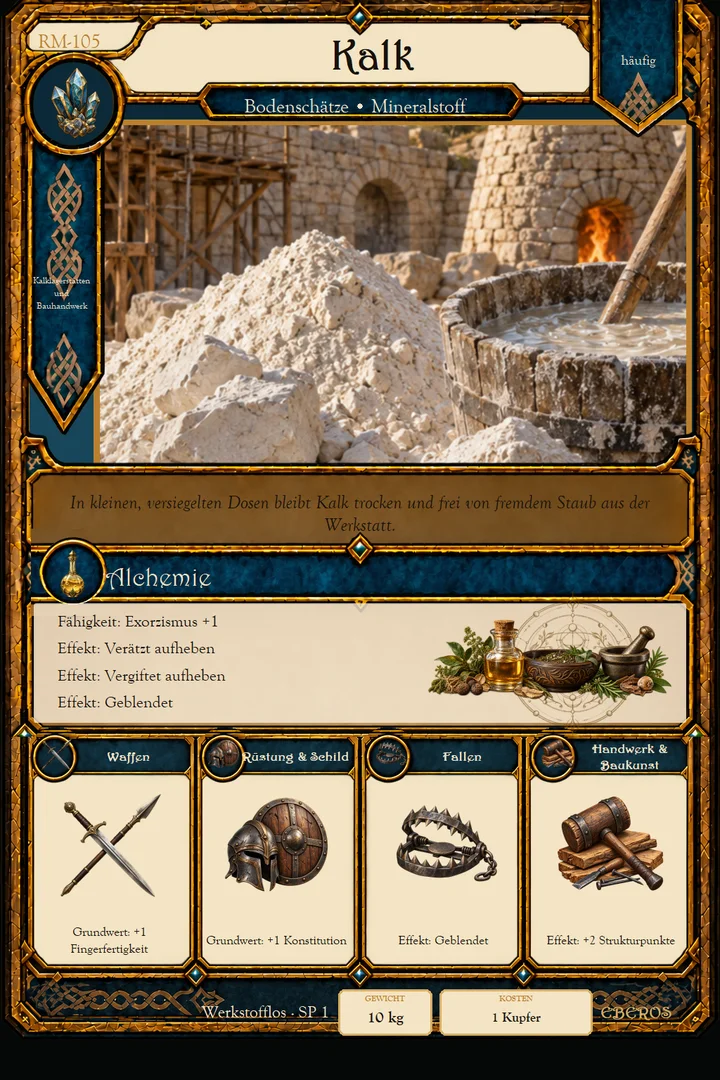 RM-105
Kalk
häufig
Bodenschätze • Mineralstoff
Kalklagerstätten
und
Bauhandwerk
In kleinen, versiegelten Dosen bleibt Kalk trocken und frei von fremdem Staub aus der
Werkstatt.
Alchemie
Fähigkeit: Exorzismus +1
Effekt: Verätzt aufheben
Effekt: Vergiftet aufheben
Effekt: Geblendet
Waffen
Rüstung & Schild
Fallen
Handwerk &
Baukunst
Grundwert: +1
Fingerfertigkeit
Grundwert: +1 Konstitution
Effekt: Geblendet
Effekt: +2 Strukturpunkte
Werkstofflos · SP 1
GEWICHT
10 kg
KOSTEN
1 Kupfer
EBEROS